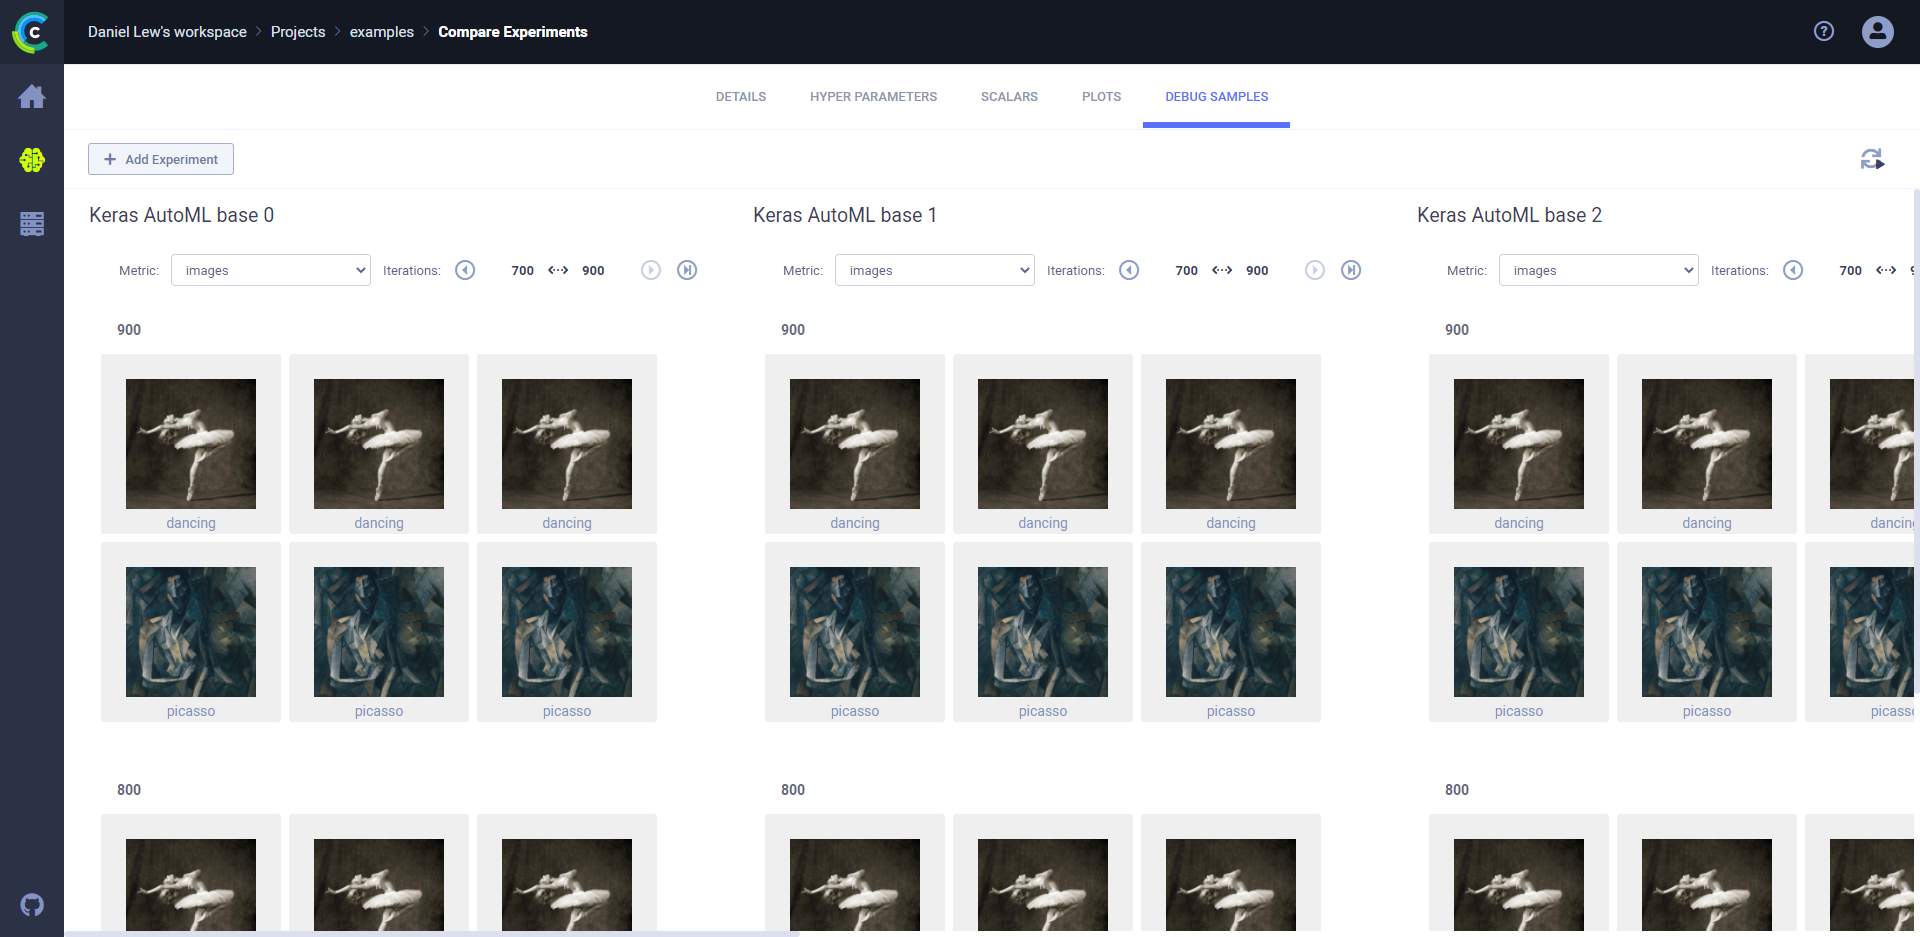 Daniel Lew's workspace > Projects > examples > Compare Experiments
DETAILS HYPER PARAMETERS SCALARS PLOTS DEBUG SAMPLES
+ Add Experiment
Keras AutoML base 0 Keras AutoML base 1 Keras AutoML base 2
Metric: images Iterations: 700 900 Metric: images Iterations: 700 900 Metric: images Iterations: 700
900 900 900
dancing dancing dancing dancing dancing dancing dancing dancing dancin
picasso picasso picasso picasso picasso picasso picasso picasso picass
800 800 800